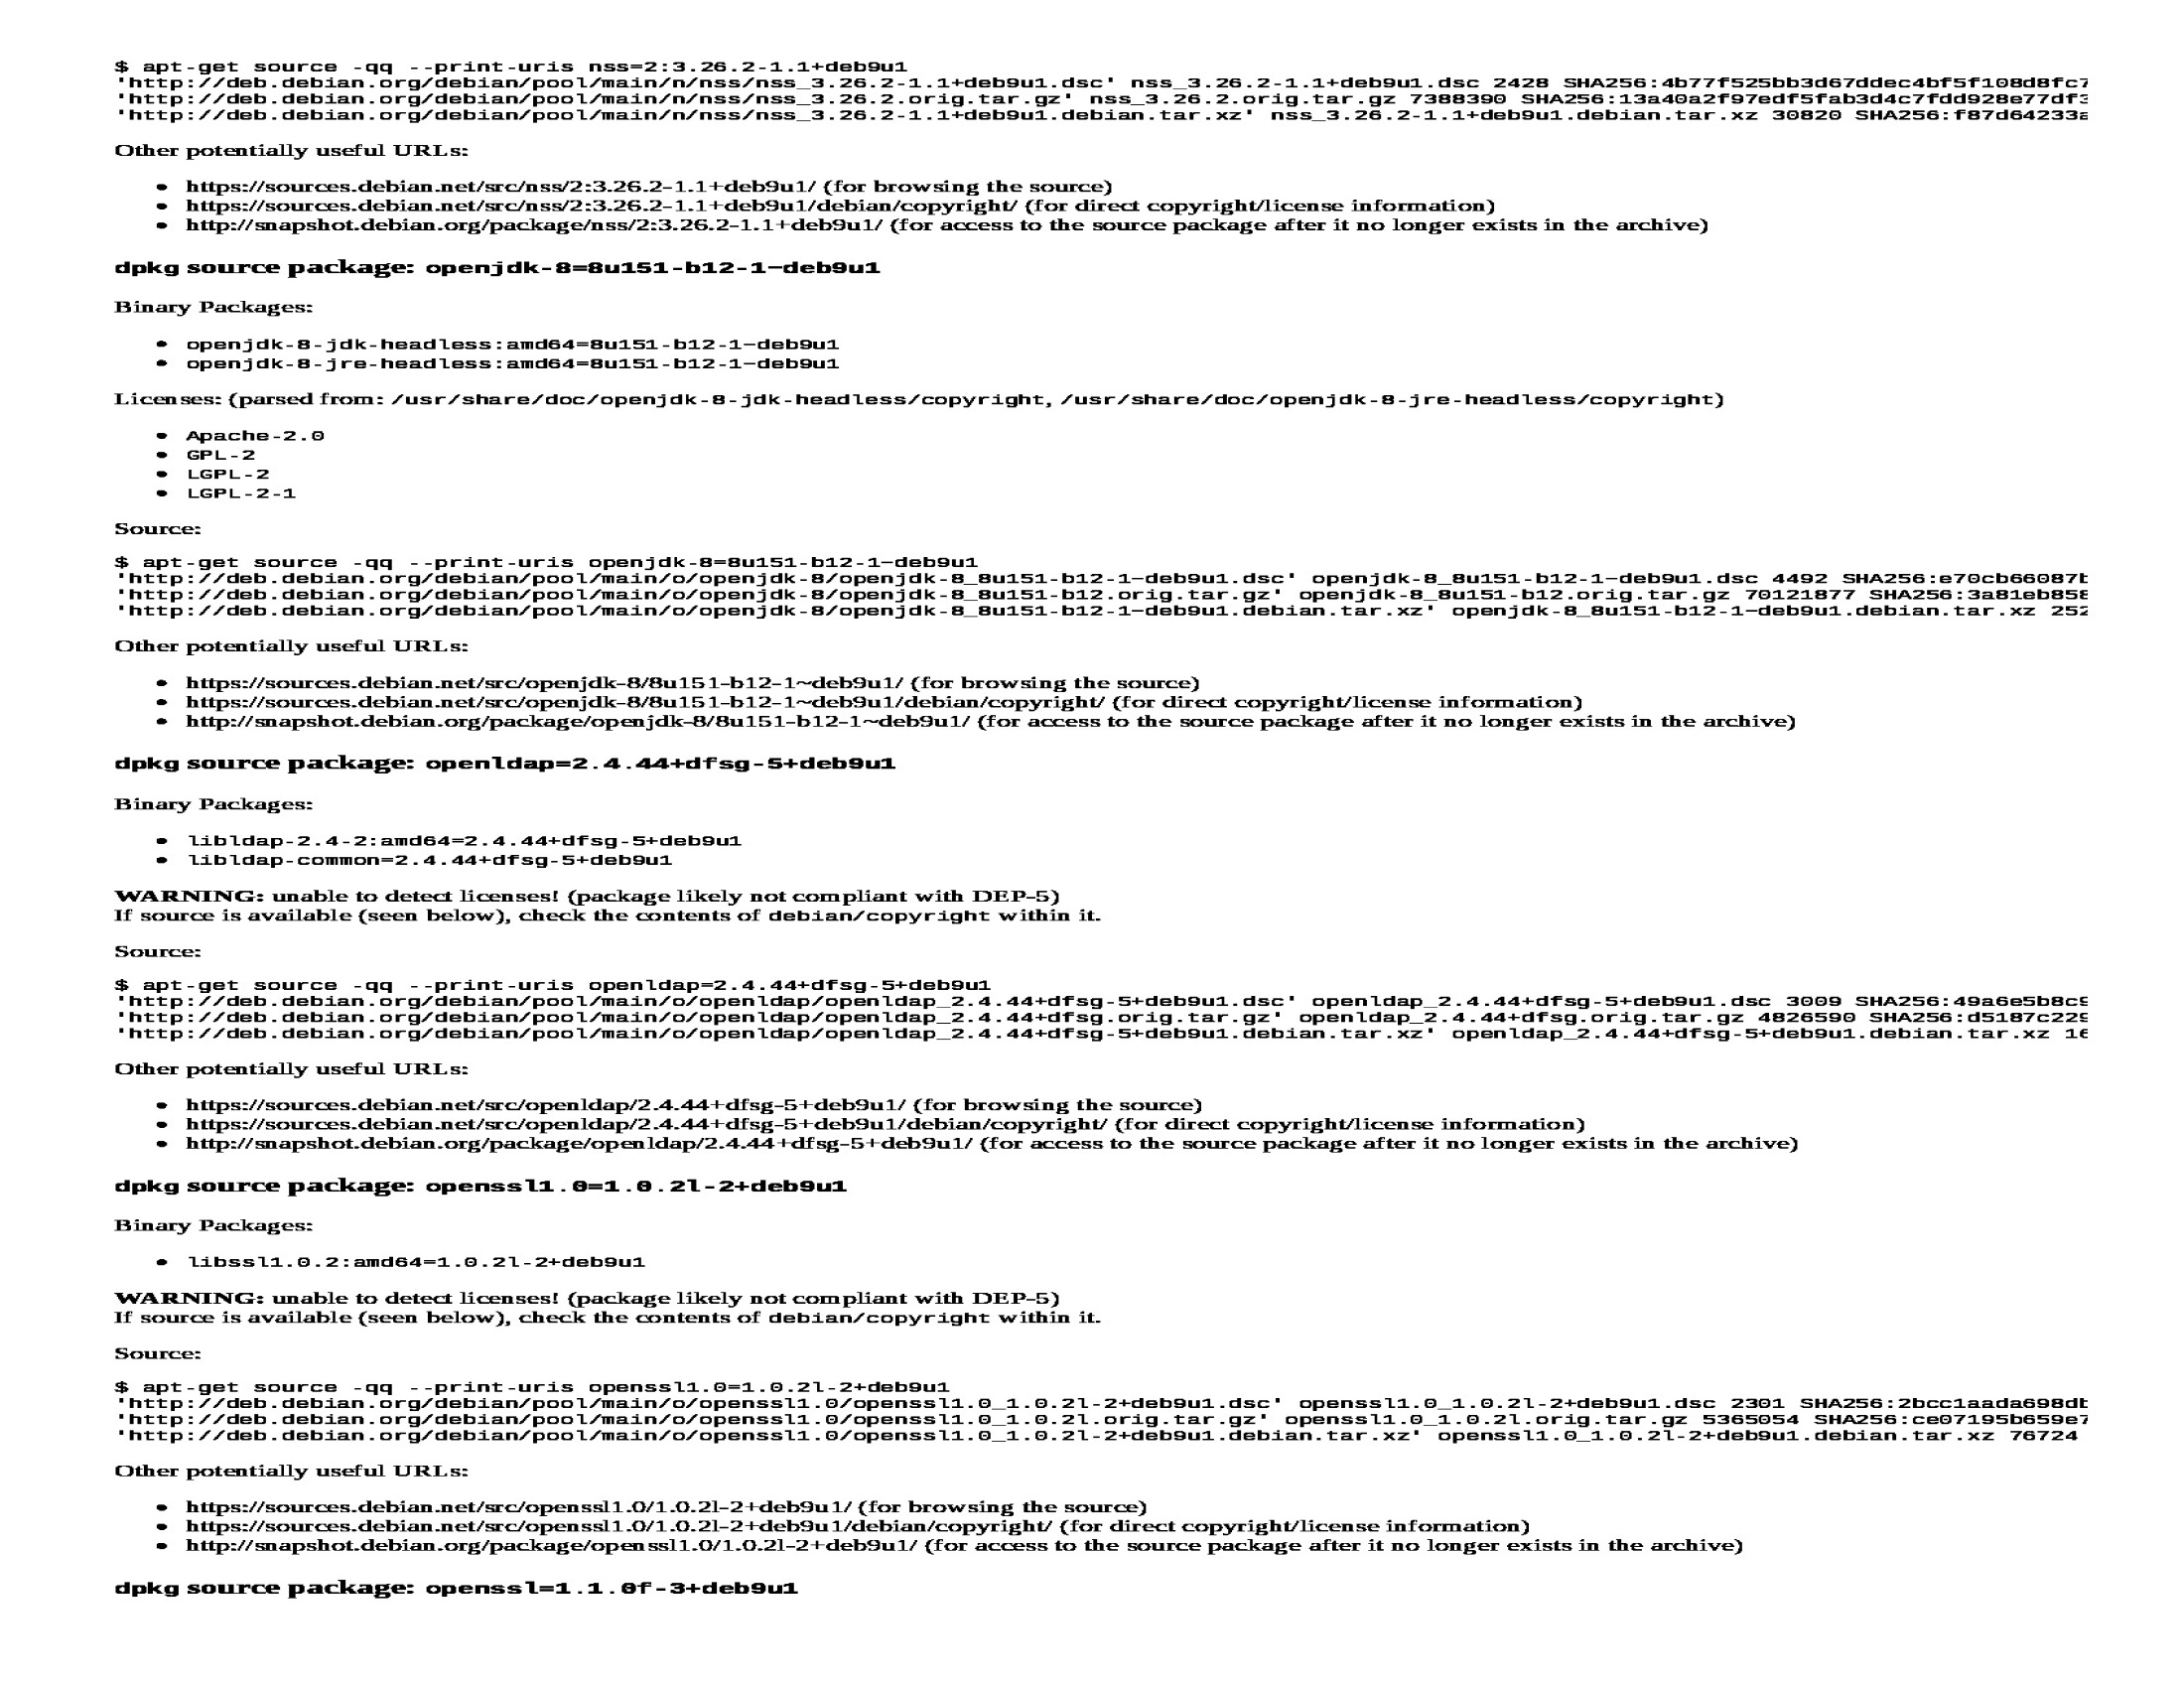 $ apt-get source -qq --print-uris nss=2:3.26.2-1.1+deb9u1
'http://deb.debian.org/debian/pool/main/n/nss/nss_3.26.2-1.1+deb9u1.dsc' nss_3.26.2-1.1+deb9u1.dsc 2428 SHA256:4b77f525bb3d67ddec4bf5f108d8fc7
'http://deb.debian.org/debian/pool/main/n/nss/nss_3.26.2.orig.tar.gz' nss_3.26.2.orig.tar.gz 7388390 SHA256:13a40a2f97edf5fab3d4c7fdd928e77df3
'http://deb.debian.org/debian/pool/main/n/nss/nss_3.26.2-1.1+deb9u1.debian.tar.xz' nss_3.26.2-1.1+deb9u1.debian.tar.xz 30820 SHA256:f87d64233a
Other potentially useful URLs:
• https://sources.debian.net/src/nss/2:3.26.2-1.1+deb9u1/ (for browsing the source)
• https://sources.debian.net/src/nss/2:3.26.2-1.1+deb9u1/debian/copyright/ (for direct copyright/license information)
• http://snapshot.debian.org/package/nss/2:3.26.2-1.1+deb9u1/ (for access to the source package after it no longer exists in the archive)
dpkg source package: openjdk-8=8u151-b12-1~deb9u1
Binary Packages:
• openjdk-8-jdk-headless:amd64=8u151-b12-1~deb9u1
• openjdk-8-jre-headless:amd64=8u151-b12-1~deb9u1
Licenses: (parsed from: /usr/share/doc/openjdk-8-jdk-headless/copyright, /usr/share/doc/openjdk-8-jre-headless/copyright)
• Apache-2.0
• GPL-2
• LGPL-2
• LGPL-2-1
Source:
$ apt-get source -qq --print-uris openjdk-8=8u151-b12-1~deb9u1
'http://deb.debian.org/debian/pool/main/o/openjdk-8/openjdk-8_8u151-b12-1~deb9u1.dsc' openjdk-8_8u151-b12-1~deb9u1.dsc 4492 SHA256:e70cb66087b
'http://deb.debian.org/debian/pool/main/o/openjdk-8/openjdk-8_8u151-b12.orig.tar.gz' openjdk-8_8u151-b12.orig.tar.gz 70121877 SHA256:3a81eb858
'http://deb.debian.org/debian/pool/main/o/openjdk-8/openjdk-8_8u151-b12-1~deb9u1.debian.tar.xz' openjdk-8_8u151-b12-1~deb9u1.debian.tar.xz 252
Other potentially useful URLs:
• https://sources.debian.net/src/openjdk-8/8u151-b12-1~deb9u1/ (for browsing the source)
• https://sources.debian.net/src/openjdk-8/8u151-b12-1~deb9u1/debian/copyright/ (for direct copyright/license information)
• http://snapshot.debian.org/package/openjdk-8/8u151-b12-1~deb9u1/ (for access to the source package after it no longer exists in the archive)
dpkg source package: openldap=2.4.44+dfsg-5+deb9u1
Binary Packages:
• libldap-2.4-2:amd64=2.4.44+dfsg-5+deb9u1
• libldap-common=2.4.44+dfsg-5+deb9u1
WARNING: unable to detect licenses! (package likely not compliant with DEP-5)
If source is available (seen below), check the contents of debian/copyright within it.
Source:
$ apt-get source -qq --print-uris openldap=2.4.44+dfsg-5+deb9u1
'http://deb.debian.org/debian/pool/main/o/openldap/openldap_2.4.44+dfsg-5+deb9u1.dsc' openldap_2.4.44+dfsg-5+deb9u1.dsc 3009 SHA256:49a6e5b8c9
'http://deb.debian.org/debian/pool/main/o/openldap/openldap_2.4.44+dfsg.orig.tar.gz' openldap_2.4.44+dfsg.orig.tar.gz 4826590 SHA256:d5187c229
'http://deb.debian.org/debian/pool/main/o/openldap/openldap_2.4.44+dfsg-5+deb9u1.debian.tar.xz' openldap_2.4.44+dfsg-5+deb9u1.debian.tar.xz 16
Other potentially useful URLs:
• https://sources.debian.net/src/openldap/2.4.44+dfsg-5+deb9u1/ (for browsing the source)
• https://sources.debian.net/src/openldap/2.4.44+dfsg-5+deb9u1/debian/copyright/ (for direct copyright/license information)
• http://snapshot.debian.org/package/openldap/2.4.44+dfsg-5+deb9u1/ (for access to the source package after it no longer exists in the archive)
dpkg source package: openssl1.0=1.0.2l-2+deb9u1
Binary Packages:
• libssl1.0.2:amd64=1.0.2l-2+deb9u1
WARNING: unable to detect licenses! (package likely not compliant with DEP-5)
If source is available (seen below), check the contents of debian/copyright within it.
Source:
$ apt-get source -qq --print-uris openssl1.0=1.0.2l-2+deb9u1
'http://deb.debian.org/debian/pool/main/o/openssl1.0/openssl1.0_1.0.2l-2+deb9u1.dsc' openssl1.0_1.0.2l-2+deb9u1.dsc 2301 SHA256:2bcc1aada698db
'http://deb.debian.org/debian/pool/main/o/openssl1.0/openssl1.0_1.0.2l.orig.tar.gz' openssl1.0_1.0.2l.orig.tar.gz 5365054 SHA256:ce07195b659e7
'http://deb.debian.org/debian/pool/main/o/openssl1.0/openssl1.0_1.0.2l-2+deb9u1.debian.tar.xz' openssl1.0_1.0.2l-2+deb9u1.debian.tar.xz 76724
Other potentially useful URLs:
• https://sources.debian.net/src/openssl1.0/1.0.2l-2+deb9u1/ (for browsing the source)
• https://sources.debian.net/src/openssl1.0/1.0.2l-2+deb9u1/debian/copyright/ (for direct copyright/license information)
• http://snapshot.debian.org/package/openssl1.0/1.0.2l-2+deb9u1/ (for access to the source package after it no longer exists in the archive)
dpkg source package: openssl=1.1.0f-3+deb9u1